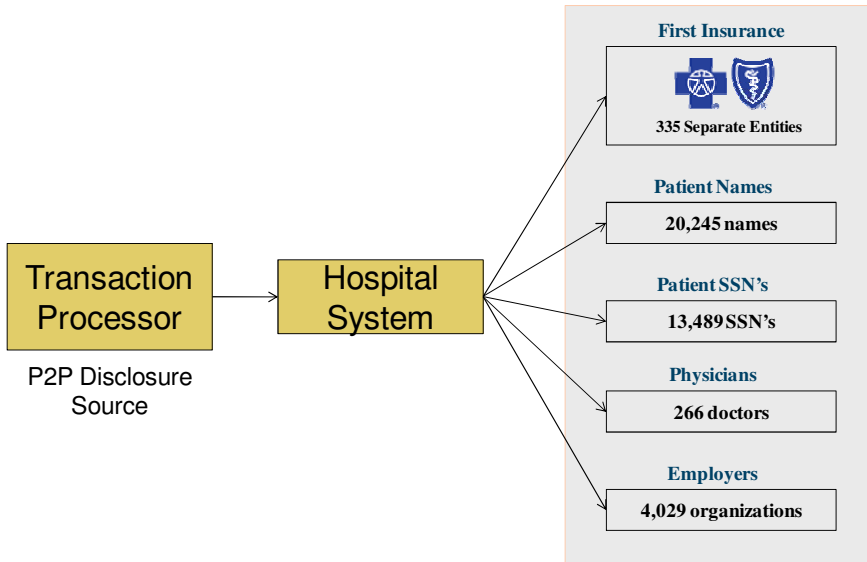 First Insurance
335 Separate Entities
Patient Names
20,245 names
Transaction
Processor
Hospital
System
Patient SSN's
13,489 SSN's
P2P Disclosure
Source
Physicians
266 doctors
Employers
4,029 organizations